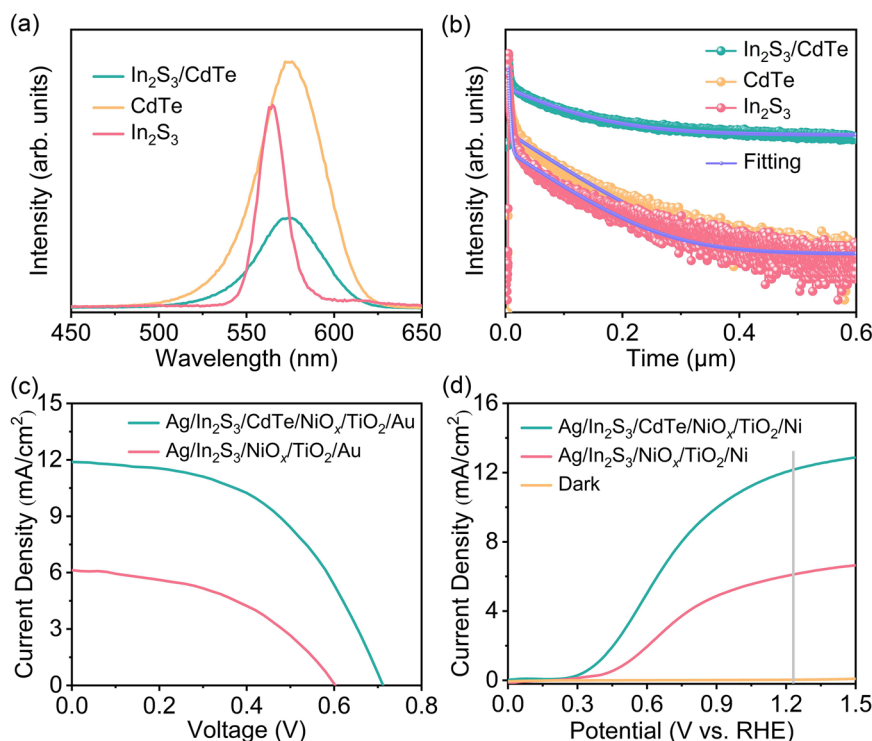 (a)
In₂S₃/CdTe
CdTe
In₂S₃
Intensity (arb. units)
450 500 550 600 650
Wavelength (nm)
(b)
In₂S₃/CdTe
CdTe
In₂S₃
Fitting
Intensity (arb. units)
0.0 0.2 0.4 0.6
Time (μm)
(c)
15
12
9
6
3
0
Ag/In₂S₃/CdTe/NiOₓ/TiO₂/Au
Ag/In₂S₃/NiOₓ/TiO₂/Au
Current Density (mA/cm²)
0.0 0.2 0.4 0.6 0.8
Voltage (V)
(d)
16
12
8
4
0
Ag/In₂S₃/CdTe/NiOₓ/TiO₂/Ni
Ag/In₂S₃/NiOₓ/TiO₂/Ni
Dark
Current Density (mA/cm²)
0.0 0.3 0.6 0.9 1.2 1.5
Potential (V vs. RHE)